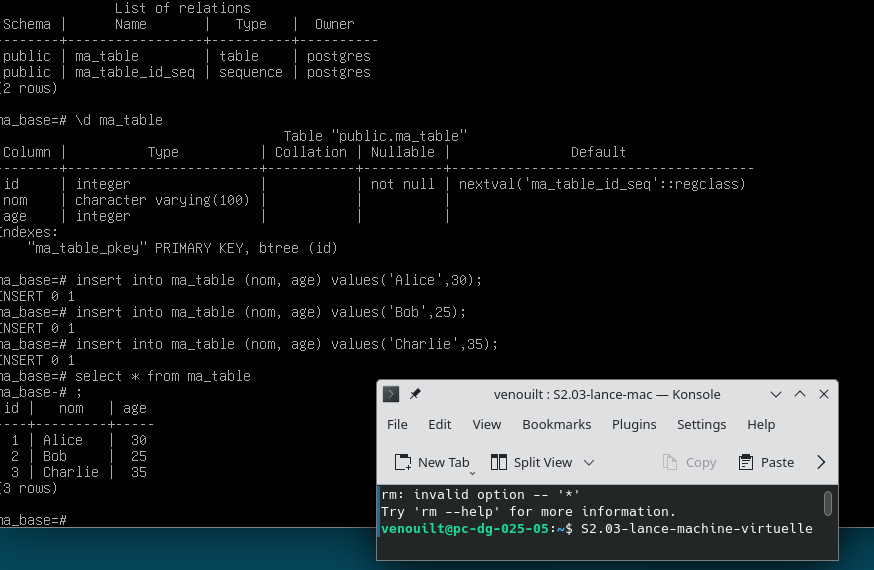 List of relations
Schema |      Name       |   Type   |  Owner
--------+-----------------+----------+----------
public | ma_table        | table    | postgres
public | ma_table_id_seq | sequence | postgres
(2 rows)
ma_base=# \d ma_table
Table "public.ma_table"
Column |          Type          | Collation | Nullable |               Default
--------+------------------------+-----------+----------+--------------------------------------
id     | integer                |           | not null | nextval('ma_table_id_seq'::regclass)
nom    | character varying(100) |           |          |
age    | integer                |           |          |
Indexes:
"ma_table_pkey" PRIMARY KEY, btree (id)
ma_base=# insert into ma_table (nom, age) values('Alice',30);
INSERT 0 1
ma_base=# insert into ma_table (nom, age) values('Bob',25);
INSERT 0 1
ma_base=# insert into ma_table (nom, age) values('Charlie',35);
INSERT 0 1
ma_base=# select * from ma_table
ma_base-# ;
id |   nom   | age
----+---------+-----
1 | Alice   |  30
2 | Bob     |  25
3 | Charlie |  35
(3 rows)
ma_base=#
venouilt : S2.03-lance-mac — Konsole
File Edit View Bookmarks Plugins Settings Help
New Tab Split View Copy Paste
rm: invalid option -- '*'
Try 'rm --help' for more information.
venouilt@pc-dg-025-05:~$ S2.03-lance-machine-virtuelle